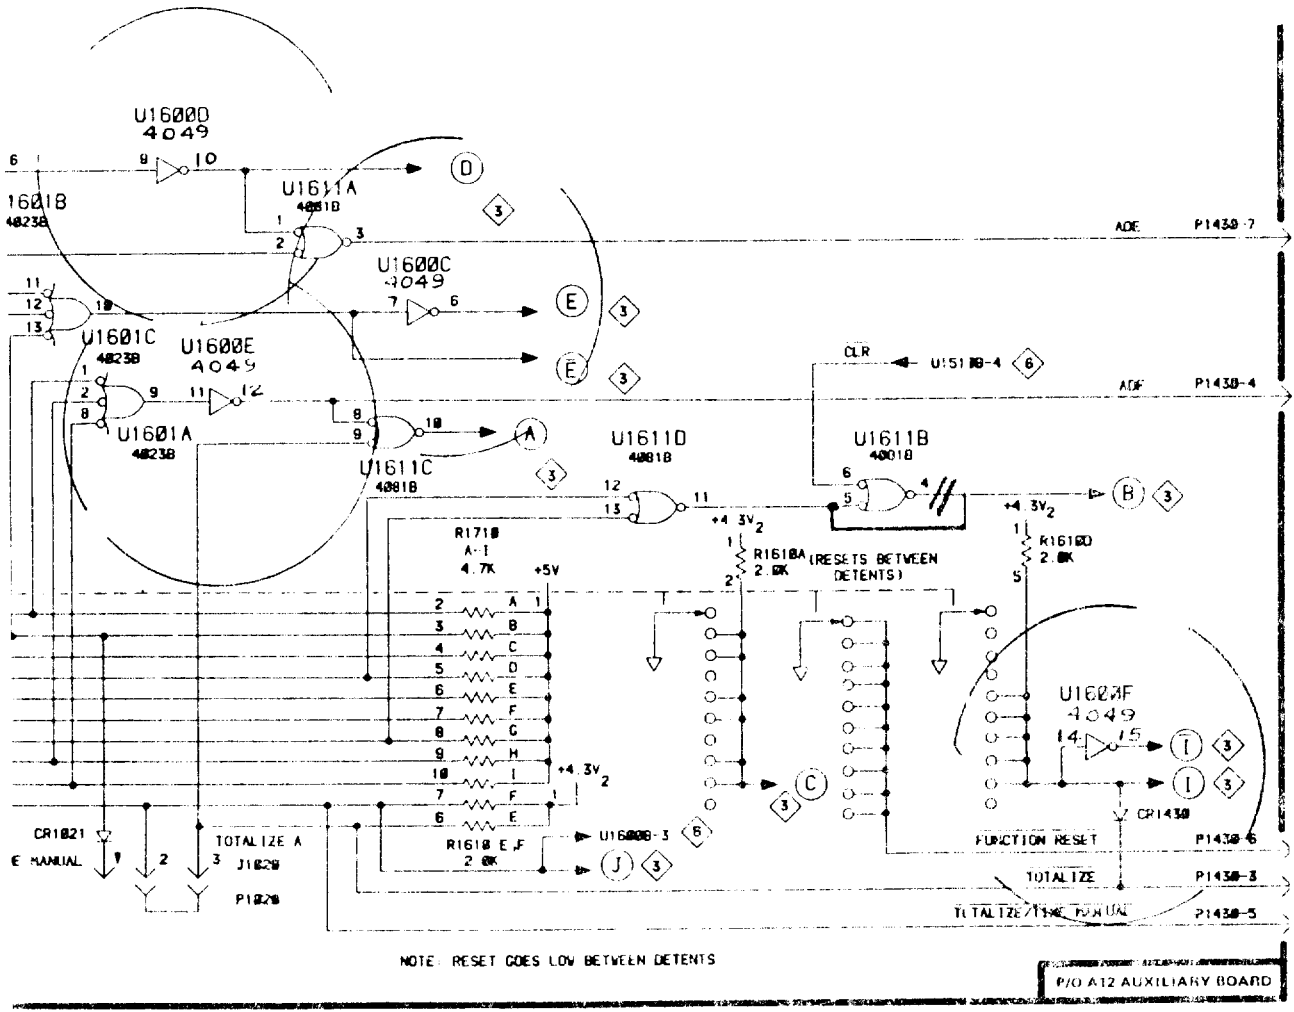 U1600D
4049
6
9
10
D
3
1601B
4023B
U1611A
4081B
1
2
3
ADE
P1430-7
U1600C
4049
7
6
E
3
11
12
13
10
U1601C
4023B
U1600E
4049
E
3
CLR
U1510B-4
6
1
2
8
9
11
12
ADF
P1430-4
U1601A
4023B
8
9
10
A
3
U1611C
4081B
U1611D
4081B
12
13
11
U1611B
4001B
6
5
4
B
3
+4.3V2
+4.3V2
R1710
A-I
4.7K
+5V
1
R1610A
2.0K
2
(RESETS BETWEEN
DETENTS)
1
R1610D
2.0K
5
2 A 1
3 B
4 C
5 D
6 E
7 F
8 G
9 H
10 I
7 F 1
6 E
+4.3V2
R1610 E,F
2.0K
U1600F
4049
14
15
I
3
I
3
C
3
CR1430
CR1021
E MANUAL
2
3
TOTALIZE A
J1020
P1020
U1600B-3
6
J
3
FUNCTION RESET
P1430-6
TOTALIZE
P1430-3
TOTALIZE/TIME MANUAL
P1430-5
NOTE: RESET GOES LOW BETWEEN DETENTS
P/O A12 AUXILIARY BOARD